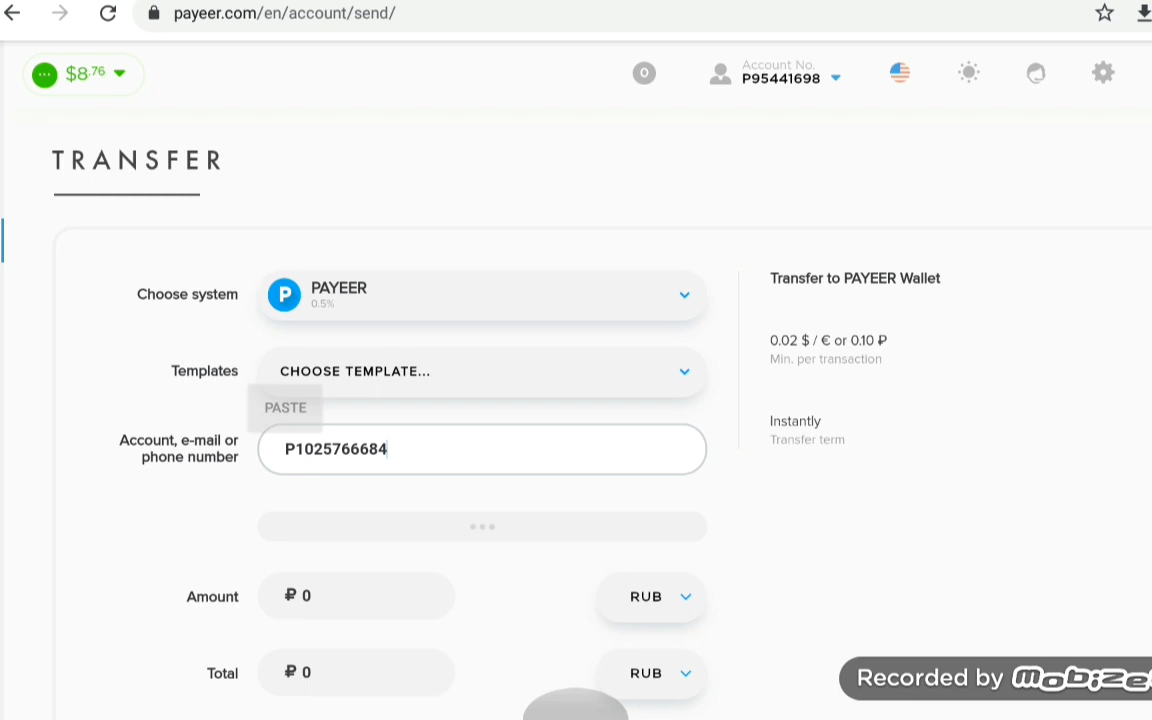 payeer.com/en/account/send/
$8.76
0
Account No.
P95441698
TRANSFER
Choose system
P
PAYEER
0.5%
Transfer to PAYEER Wallet
0.02 $ / € or 0.10 ₽
Min. per transaction
Templates
CHOOSE TEMPLATE...
PASTE
Instantly
Transfer term
Account, e-mail or
phone number
P1025766684
Amount
₽ 0
RUB
Total
₽ 0
RUB
Recorded by